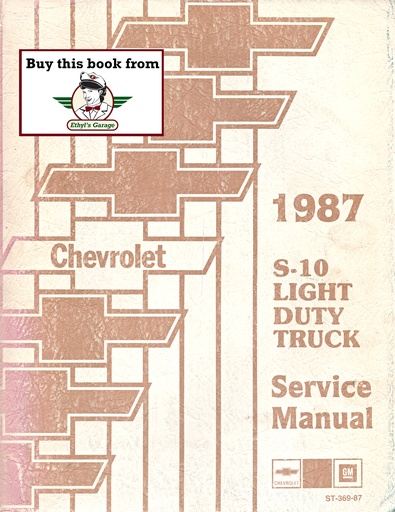 Buy this book from
Ethyl's Garage
Chevrolet
1987
S-10
LIGHT
DUTY
TRUCK
Service
Manual
CHEVROLET
GM
ST-369-87